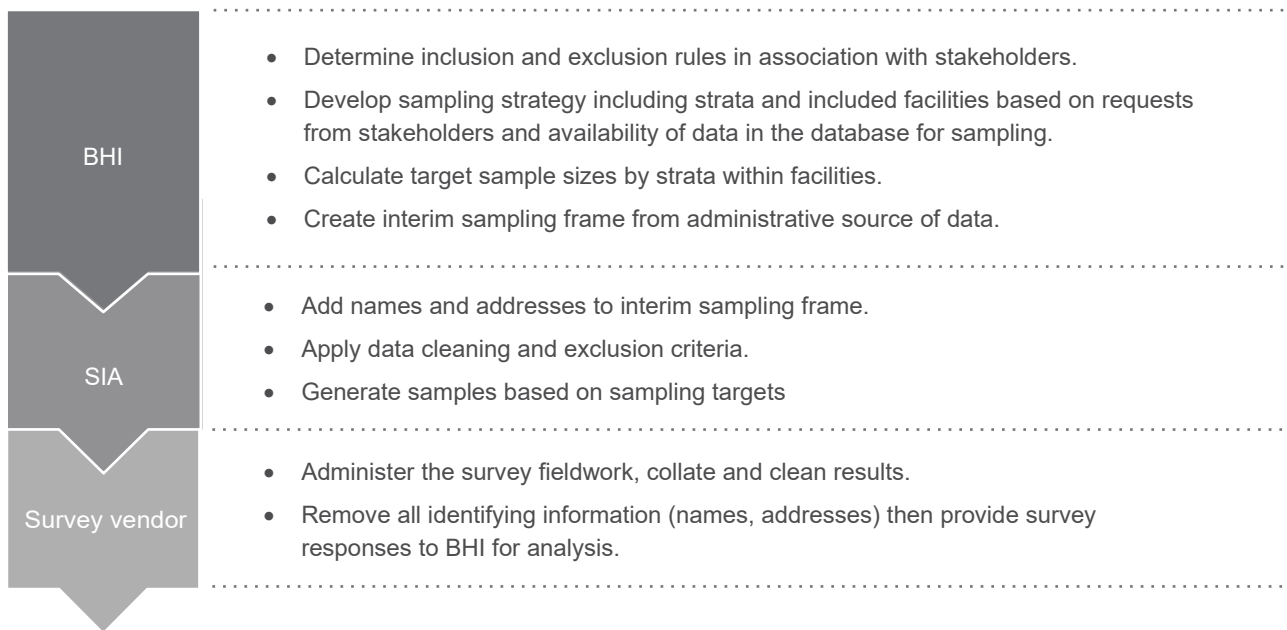 BHI
• Determine inclusion and exclusion rules in association with stakeholders.
• Develop sampling strategy including strata and included facilities based on requests
from stakeholders and availability of data in the database for sampling.
• Calculate target sample sizes by strata within facilities.
• Create interim sampling frame from administrative source of data.
SIA
• Add names and addresses to interim sampling frame.
• Apply data cleaning and exclusion criteria.
• Generate samples based on sampling targets
Survey vendor
• Administer the survey fieldwork, collate and clean results.
• Remove all identifying information (names, addresses) then provide survey
responses to BHI for analysis.